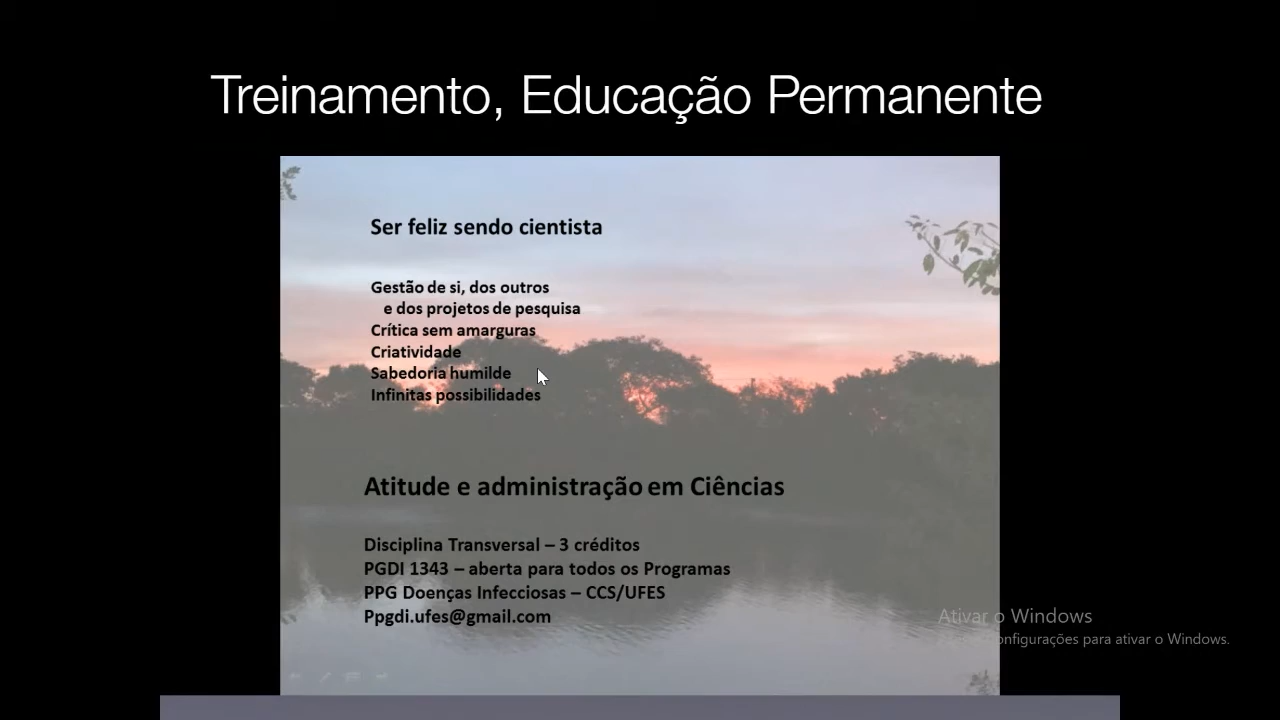 Treinamento, Educação Permanente
Ser feliz sendo cientista
Gestão de si, dos outros
e dos projetos de pesquisa
Crítica sem amarguras
Criatividade
Sabedoria humilde
Infinitas possibilidades
Atitude e administração em Ciências
Disciplina Transversal – 3 créditos
PGDI 1343 – aberta para todos os Programas
PPG Doenças Infecciosas – CCS/UFES
Ppgdi.ufes@gmail.com
Ativar o Windows
configurações para ativar o Windows.